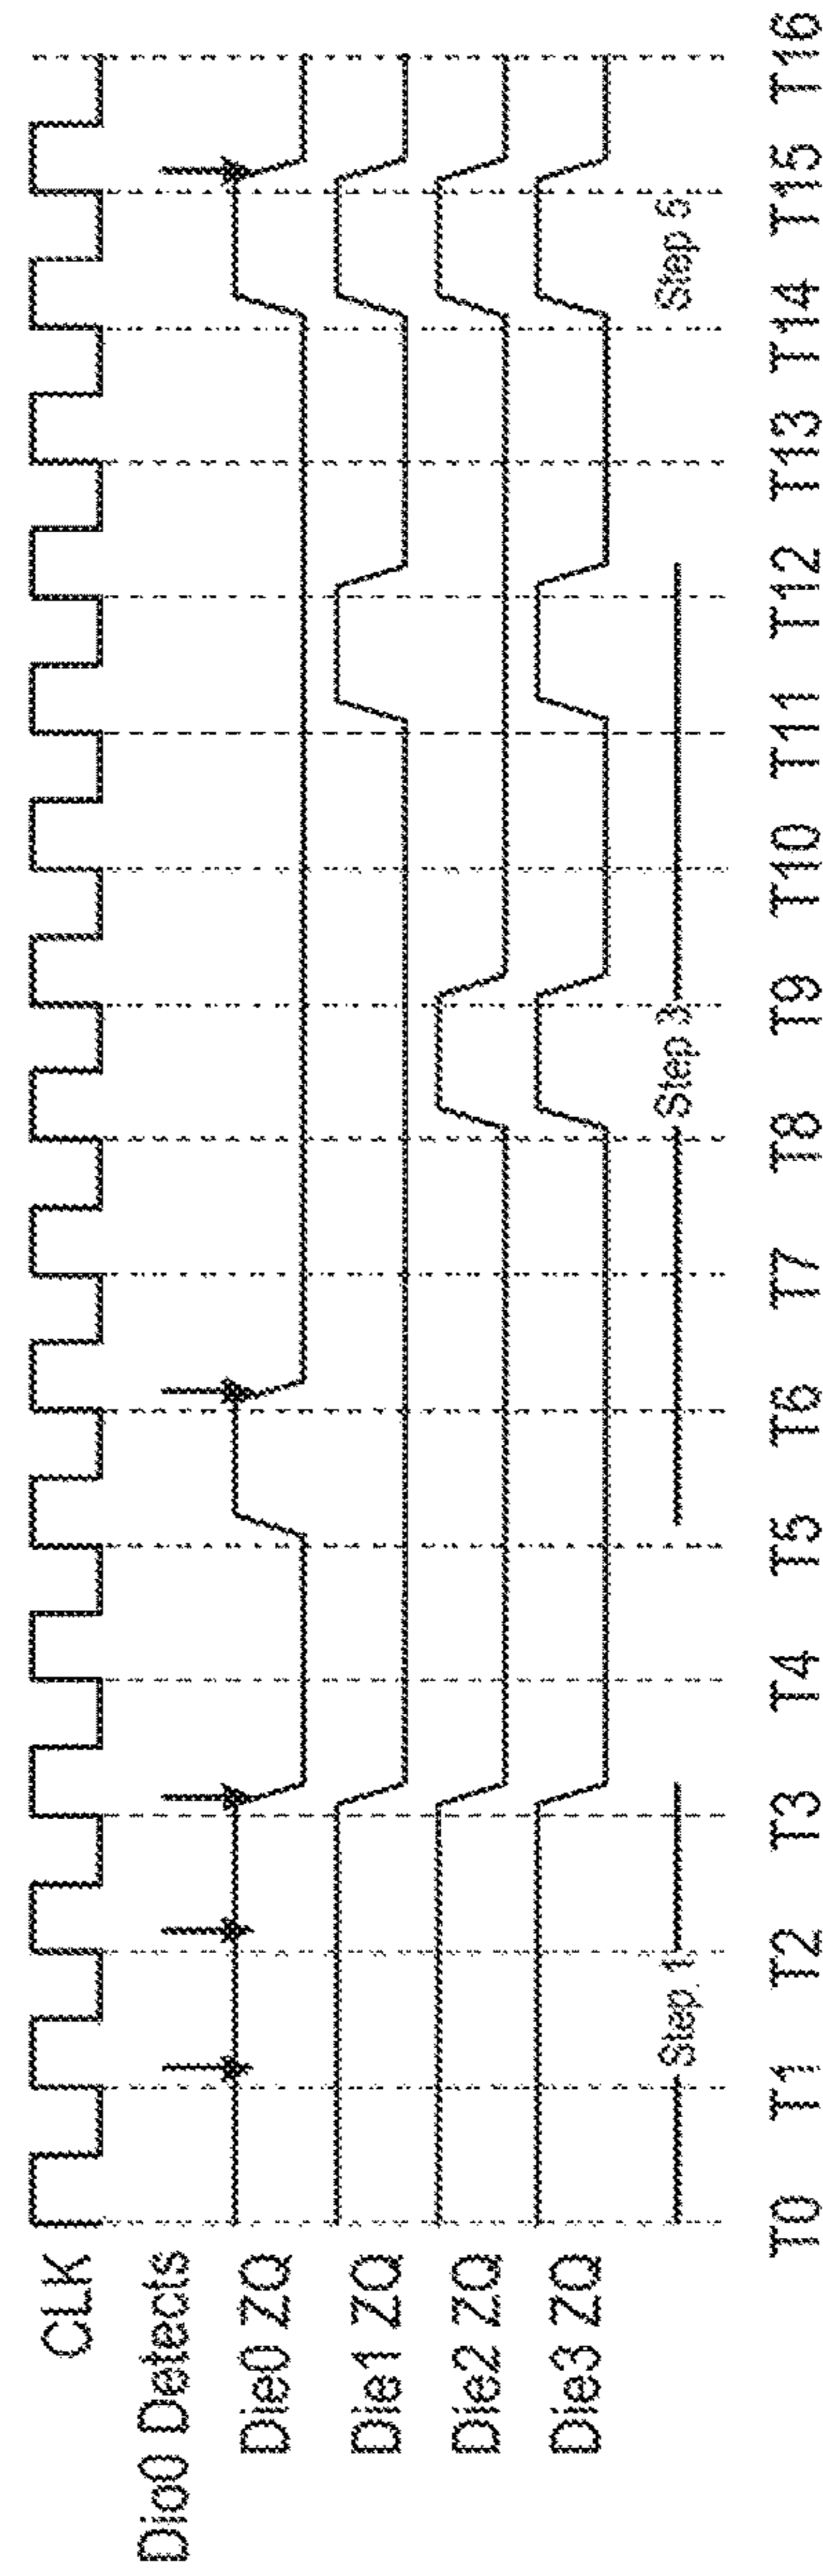 CLK
Dio0 Detects
Die0 ZQ
Die1 ZQ
Die2 ZQ
Die3 ZQ
Step 1 Step 3 Step 5
T0 T1 T2 T3 T4 T5 T6 T7 T8 T9 T10 T11 T12 T13 T14 T15 T16